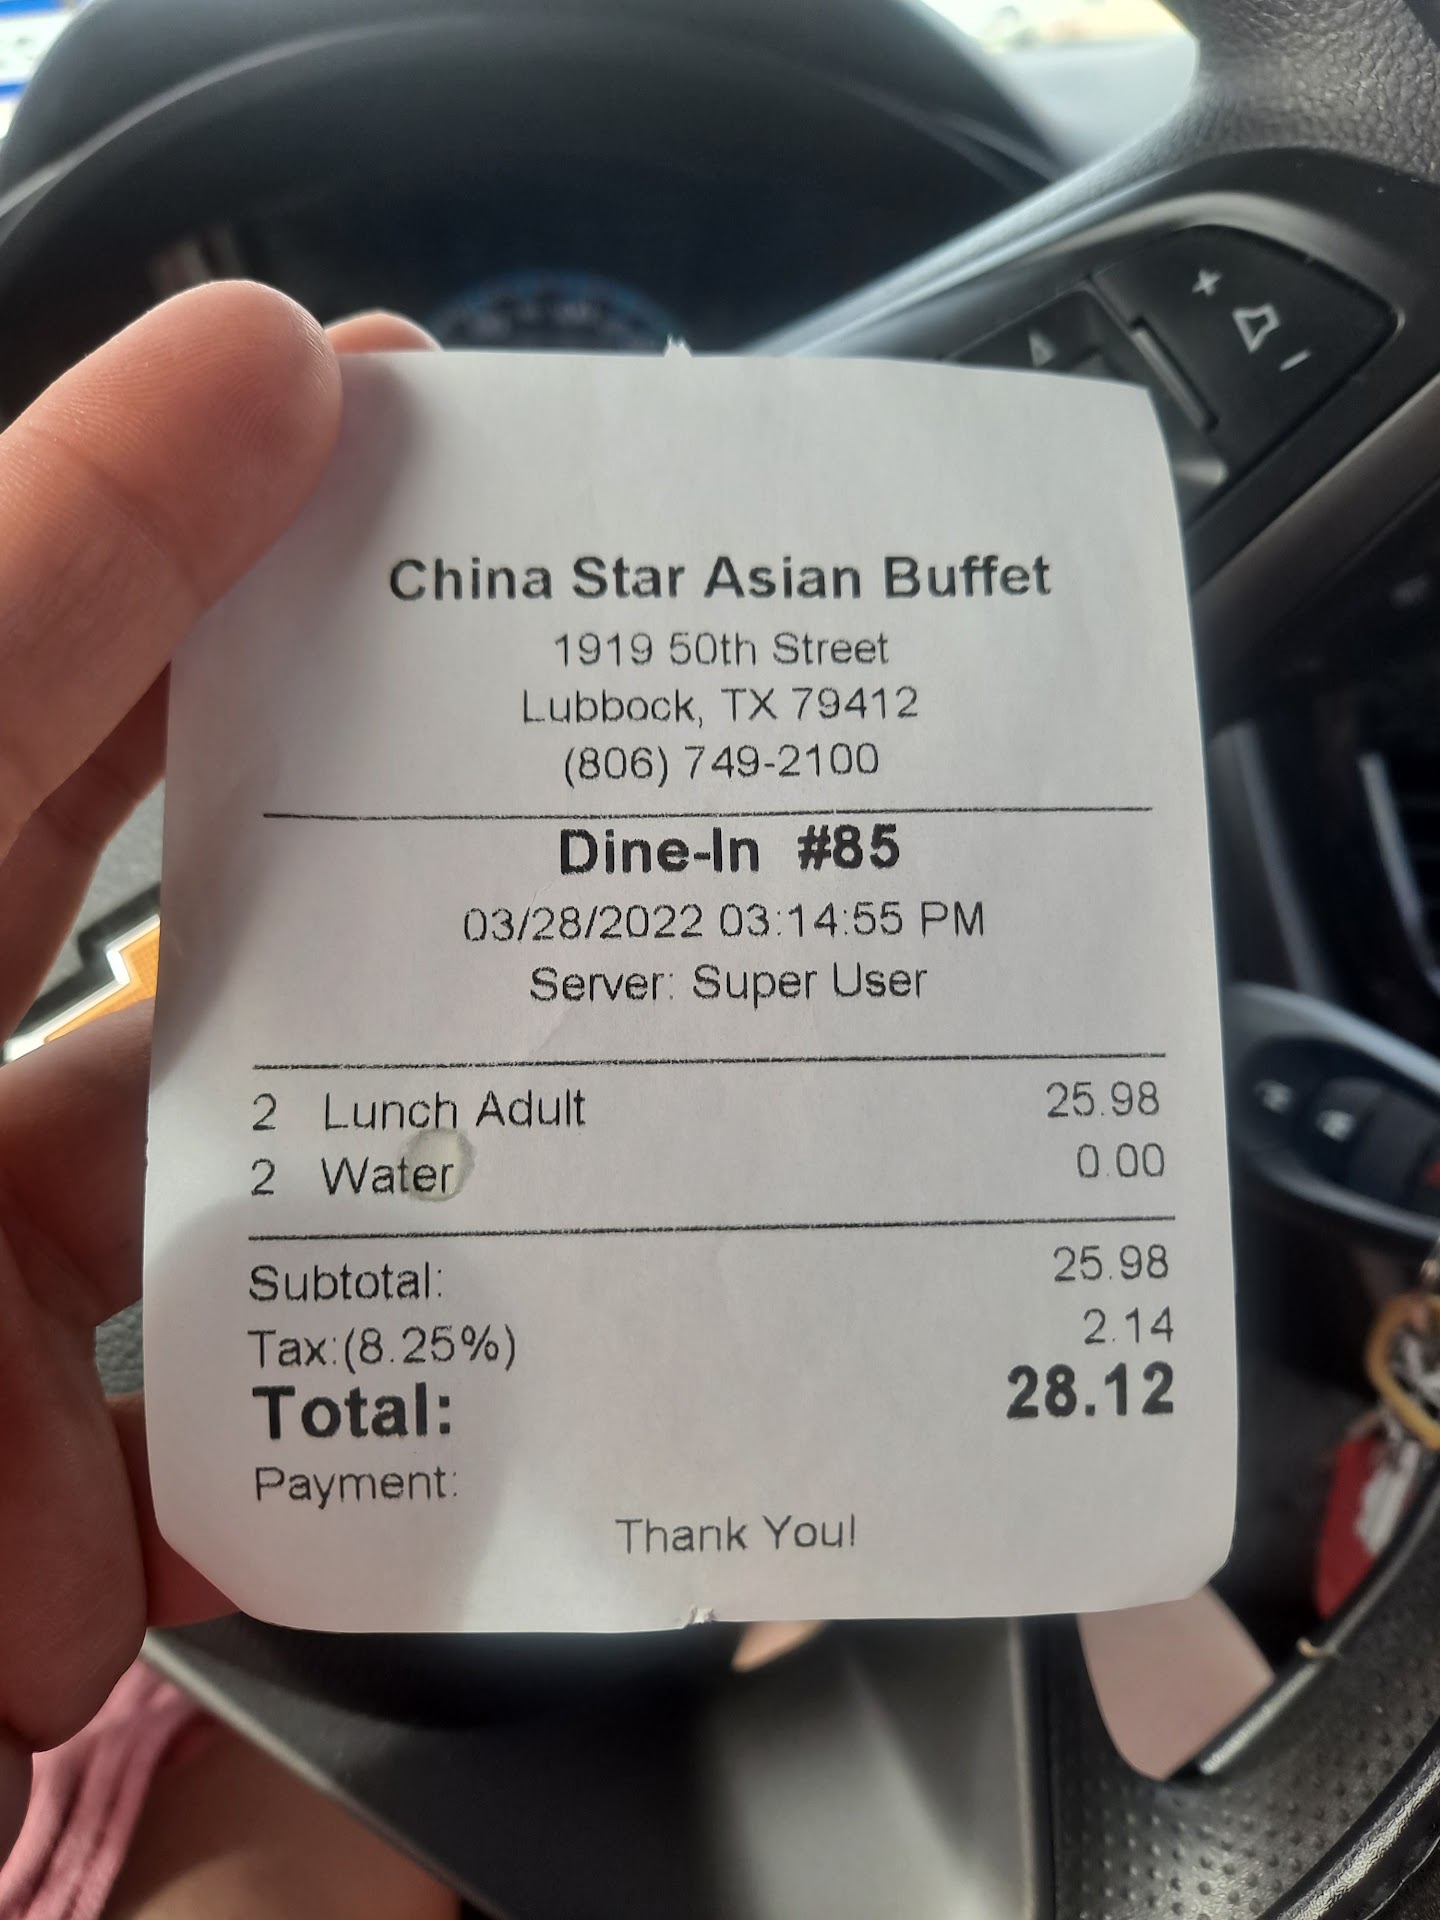 China Star Asian Buffet
1919 50th Street
Lubbock, TX 79412
(806) 749-2100
Dine-In #85
03/28/2022 03:14:55 PM
Server: Super User
2 Lunch Adult 25.98
2 Water 0.00
Subtotal: 25.98
Tax:(8.25%) 2.14
Total: 28.12
Payment:
Thank You!